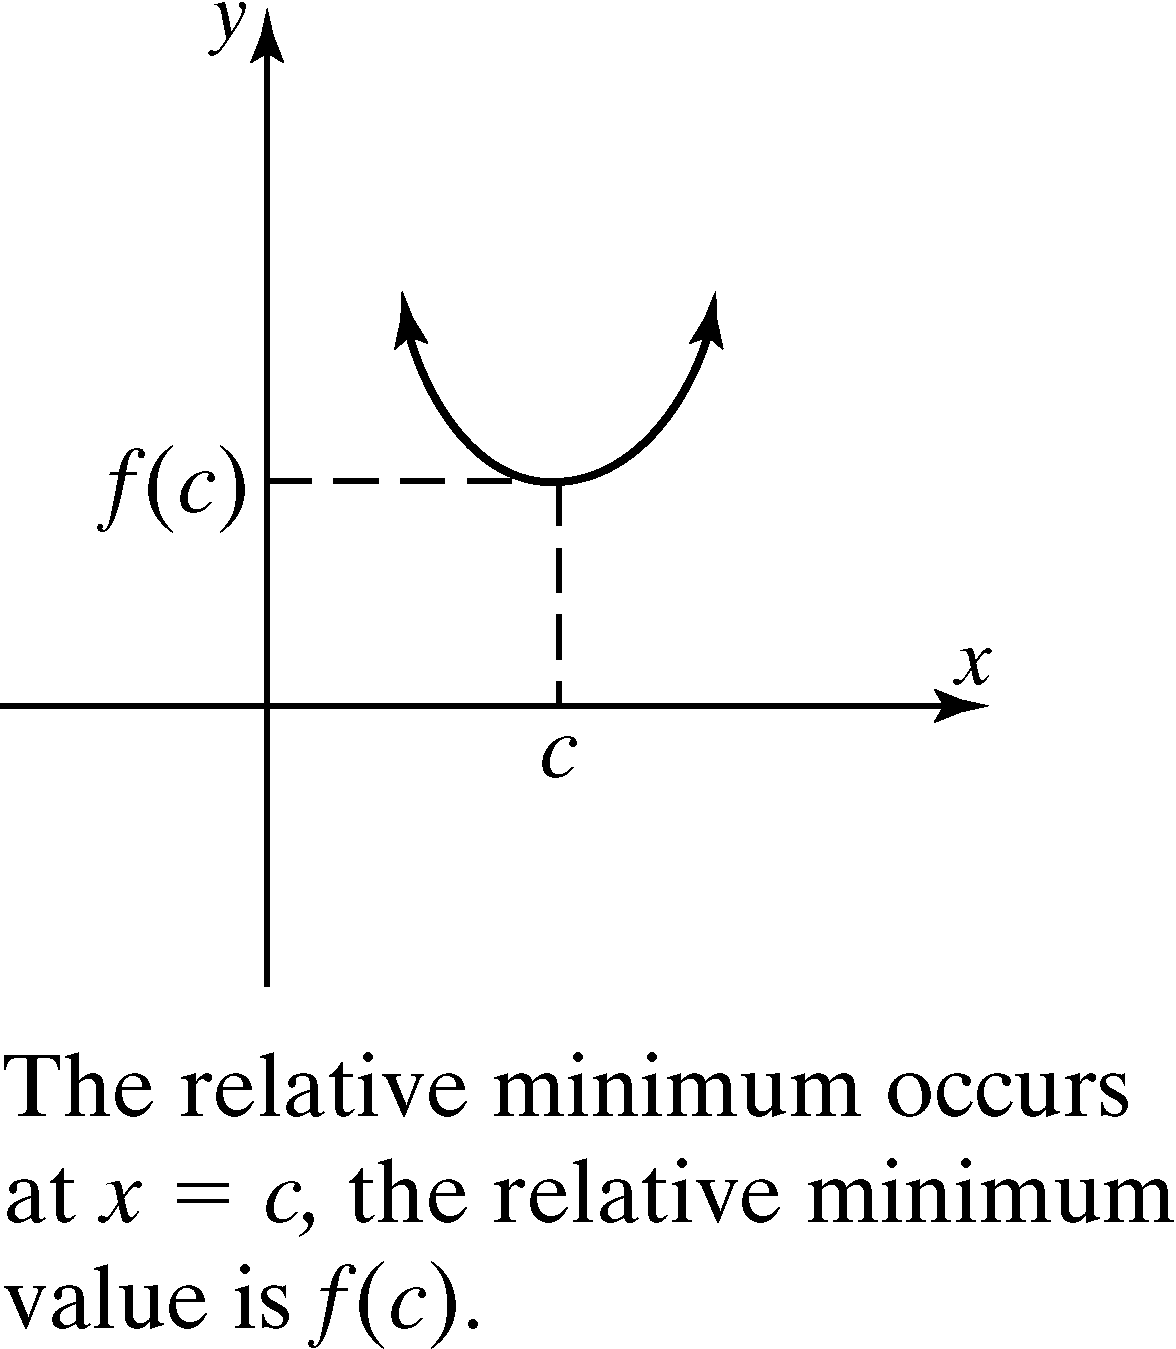 y
f(c)
x
c
The relative minimum occurs
at x = c, the relative minimum
value is f(c).